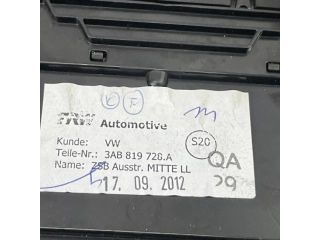 TRW Automotive
Kunde: VW
S20
Teile-Nr.: 3AB 819 728.A
QA
Name: ZSB Ausstr. MITTE LL
29
17. 09. 2012